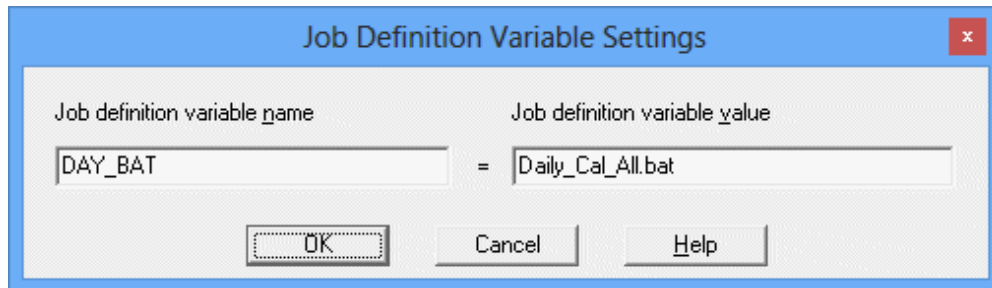 Job Definition Variable Settings
x
Job definition variable name Job definition variable value
DAY_BAT = Daily_Cal_All.bat
OK Cancel Help